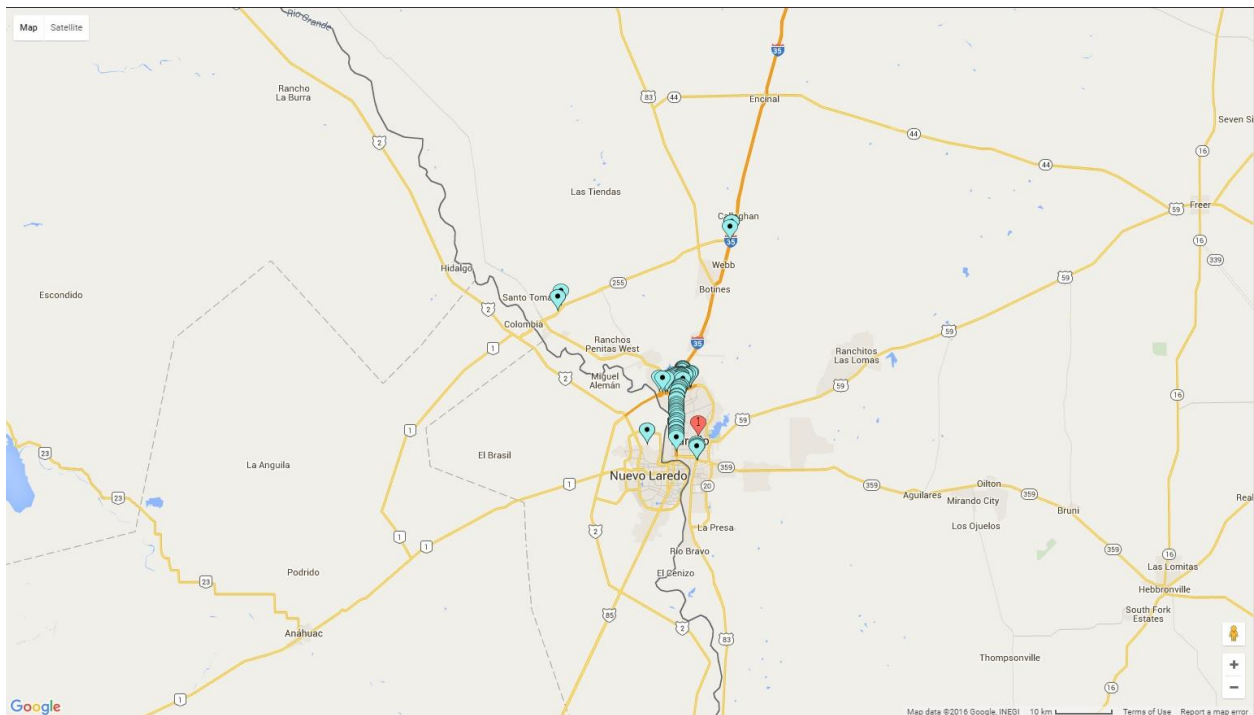 Map Satellite
Rio Grande
35
Rancho
La Burra
83 44
Encinal
Seven
2
44
16
44
Las Tiendas
59
Freer
16
35
339
Hidalgo
Webb
59
255
Botines
Escondido
Santo
2
Colombia
59
Ranchos
Penitas West
35
1
Ranchitos
Las Lomas
Miguel
Alemán
2
59
16
59
1
1
23
El Brasil
La Anguila
359
Nuevo Laredo
1
20
359
Oilton
359
Aguilares
Mirando City
Real
23
Bruni
Los Ojuelos
La Presa
2
1
1
Rio Bravo
359
Podrido
El Cenizo
Las Lomitas
23
Hebbronville
85
South Fork
Estates
2
83
Anáhuac
Thompsonville
+
16
−
1
Google
Map data ©2016 Google, INEGI 10 km Terms of Use Report a map error